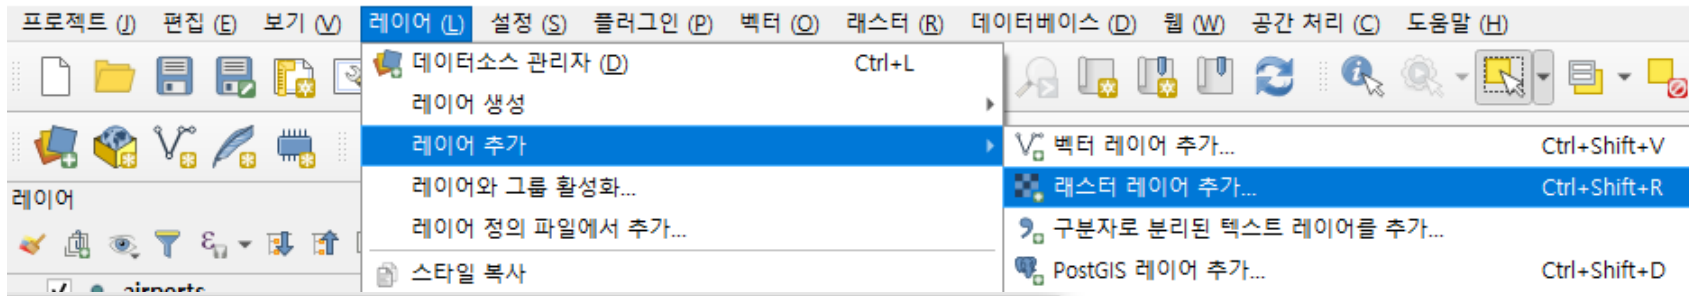 프로젝트 (J) 편집 (E) 보기 (V) 레이어 (L) 설정 (S) 플러그인 (P) 벡터 (O) 래스터 (R) 데이터베이스 (D) 웹 (W) 공간 처리 (C) 도움말 (H)
데이터소스 관리자 (D) Ctrl+L
레이어 생성
레이어 추가
레이어와 그룹 활성화...
레이어 정의 파일에서 추가...
스타일 복사
벡터 레이어 추가... Ctrl+Shift+V
래스터 레이어 추가... Ctrl+Shift+R
구분자로 분리된 텍스트 레이어를 추가...
PostGIS 레이어 추가... Ctrl+Shift+D
레이어
airports